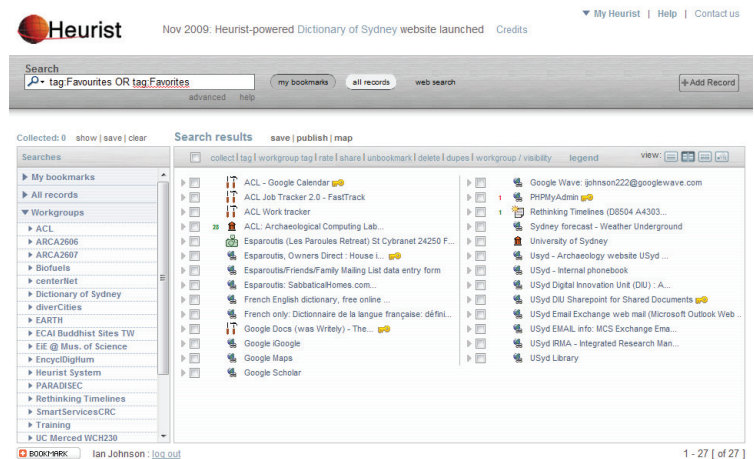 Heurist
Nov 2009: Heurist-powered Dictionary of Sydney website launched Credits
▼ My Heurist | Help | Contact us
Search
tag:Favourites OR tag:Favorites
my bookmarks
all records
web search
+ Add Record
advanced help
Collected: 0 show | save | clear
Search results save | publish | map
Searches
collect | tag | workgroup tag | rate | share | unbookmark | delete | dupes | workgroup / visibility legend view:
My bookmarks
All records
Workgroups
ACL
ARCA2606
ARCA2607
Biofuels
centerNet
Dictionary of Sydney
diverCities
EARTH
ECAI Buddhist Sites TW
EiE @ Mus. of Science
EncyclDigHum
Heurist System
PARADISEC
Rethinking Timelines
SmartServicesCRC
Training
UC Merced WCH230
ACL - Google Calendar
ACL Job Tracker 2.0 - FastTrack
ACL Work tracker
20 ACL: Archaeological Computing Lab...
Esparoutis (Les Paroules Retreat) St Cybranet 24250 F...
Esparoutis, Owners Direct : House i...
Esparoutis/Friends/Family Mailing List data entry form
Esparoutis: SabbaticalHomes.com...
French English dictionary, free online ...
French only: Dictionnaire de la langue française: défini...
Google Docs (was Writely) - The...
Google iGoogle
Google Maps
Google Scholar
Google Wave: ijohnson222@googlewave.com
1 PHPMyAdmin
1 Rethinking Timelines (D8504 A4303...
Sydney forecast - Weather Underground
University of Sydney
Usyd - Archaeology website USyd ...
USyd - Internal phonebook
USyd Digital Innovation Unit (DIU) : A...
USyd DIU Sharepoint for Shared Documents
USyd Email Exchange web mail (Microsoft Outlook Web ..
USyd EMAIL info: MCS Exchange Ema...
USyd IRMA - Integrated Research Man...
USyd Library
BOOKMARK Ian Johnson : log out
1 - 27 [ of 27 ]